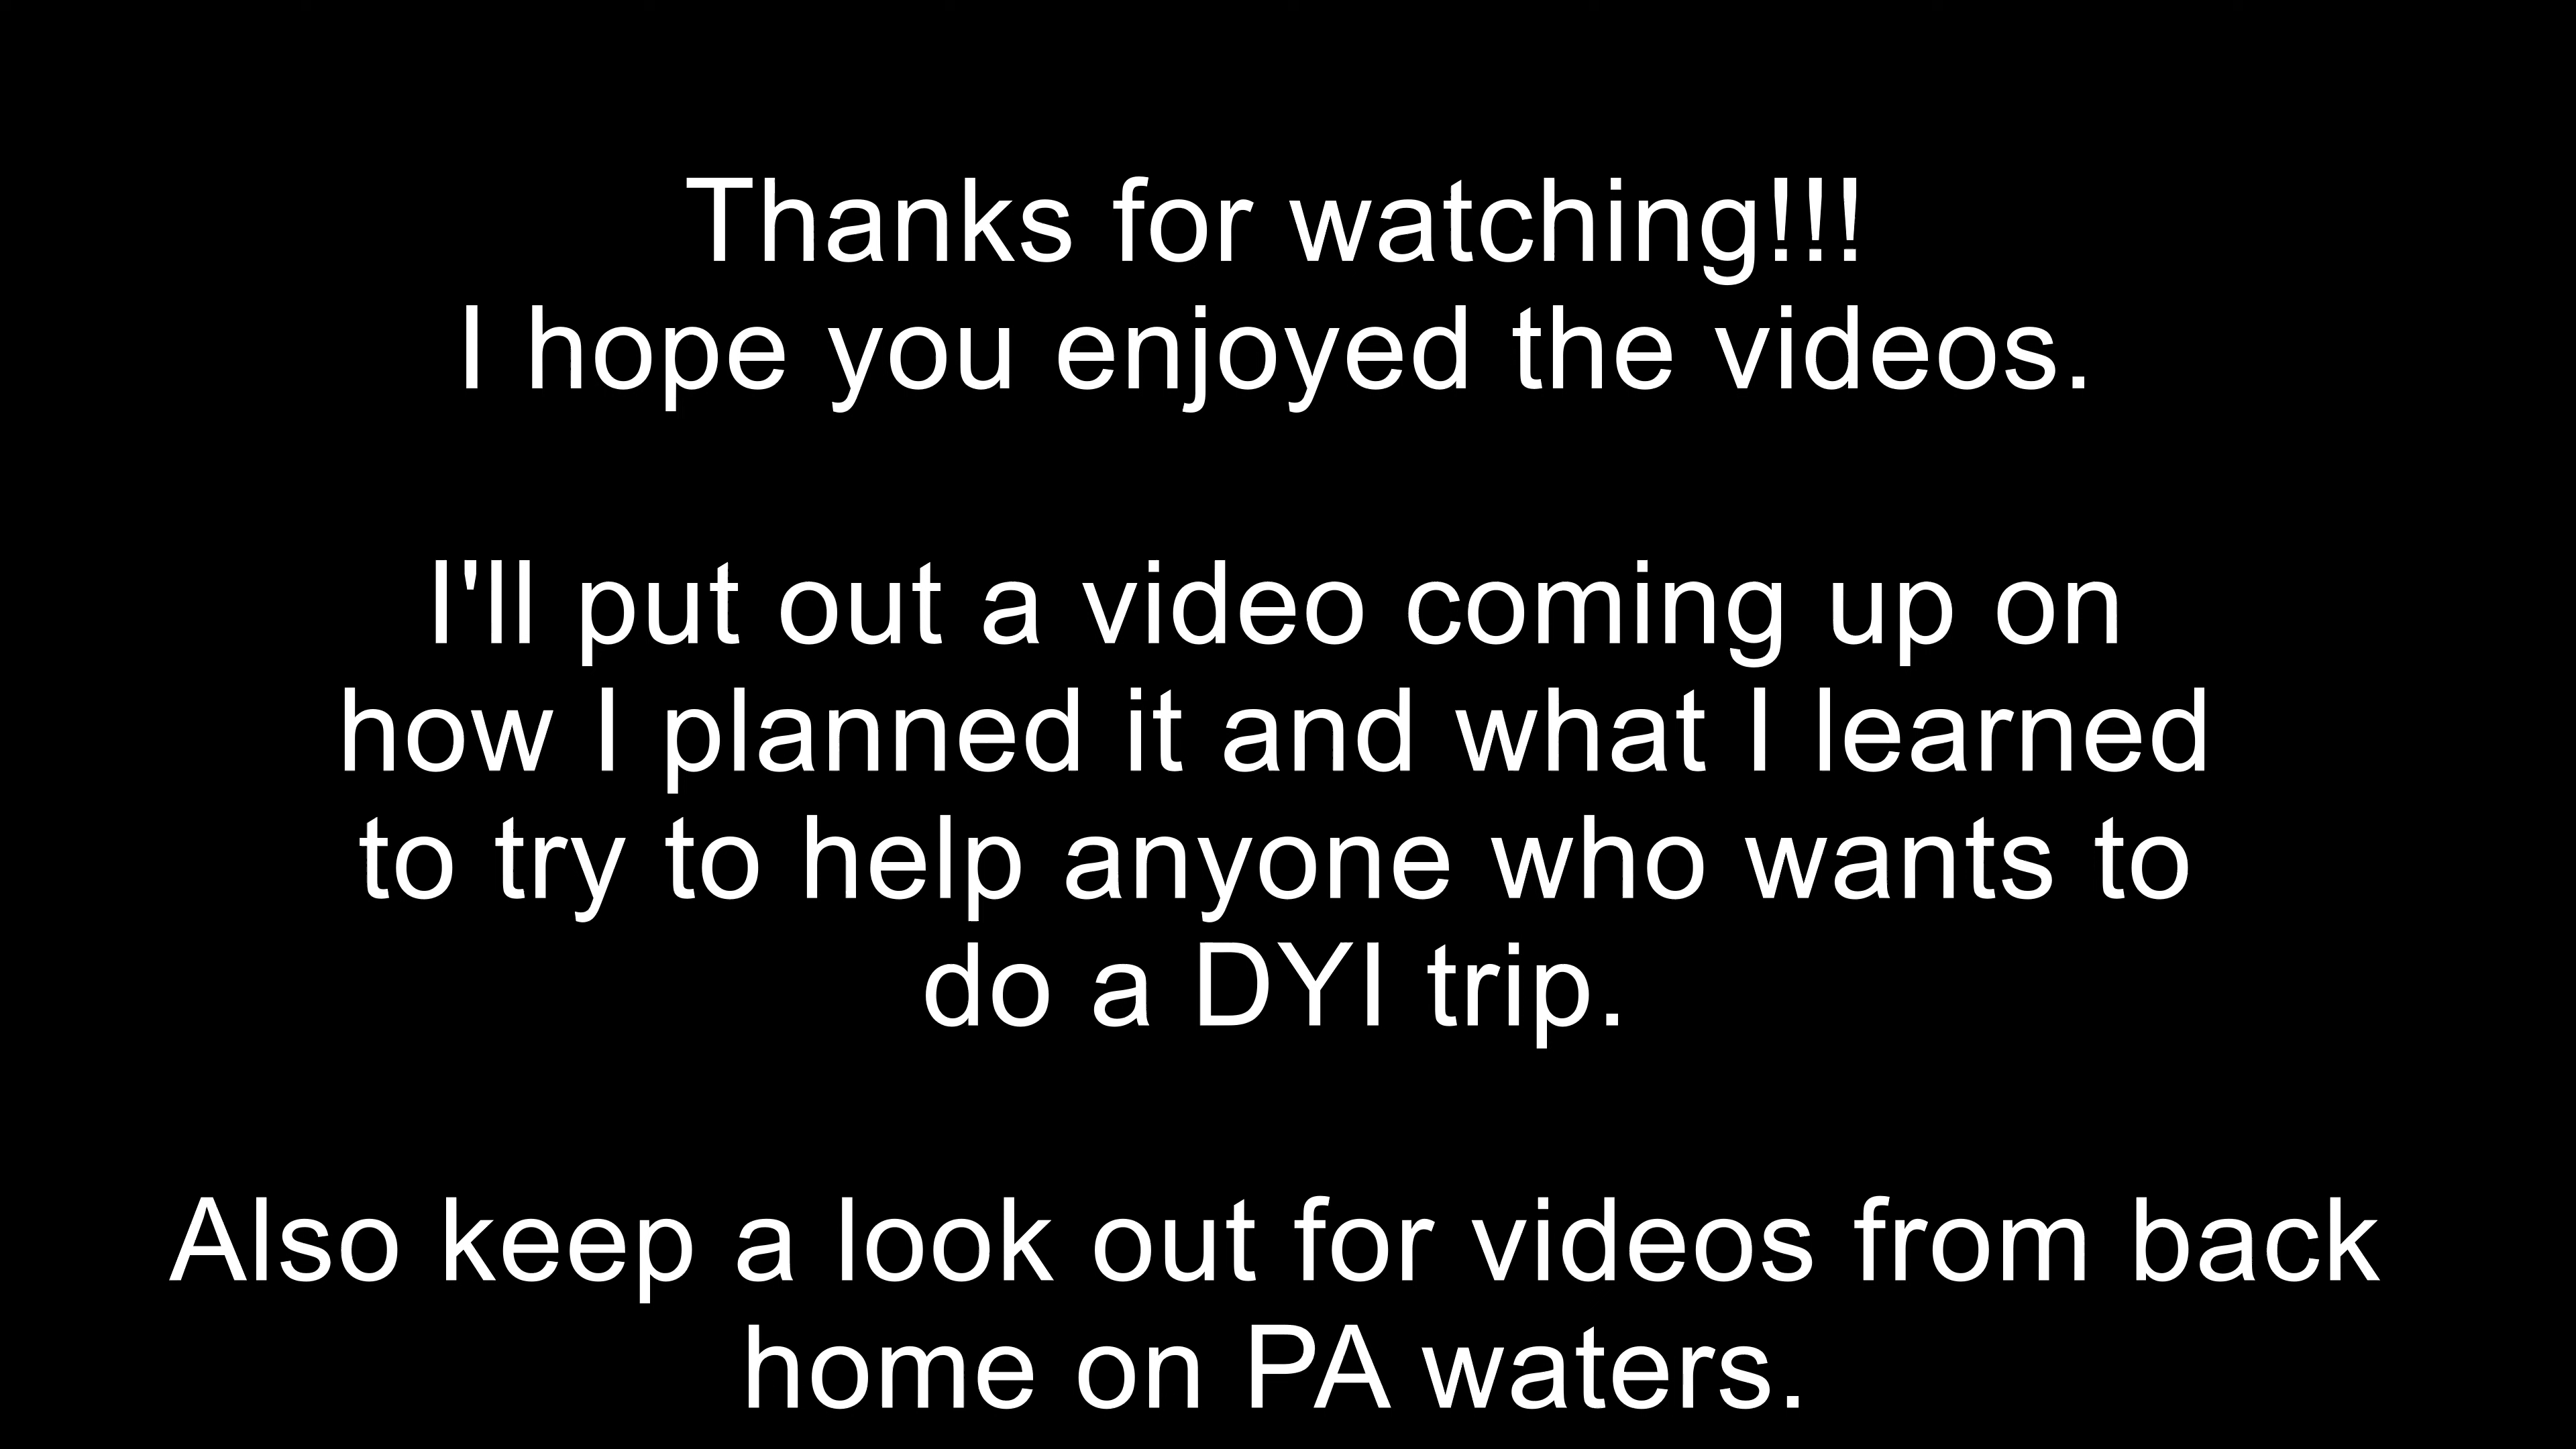 Thanks for watching!!!
I hope you enjoyed the videos.
I'll put out a video coming up on
how I planned it and what I learned
to try to help anyone who wants to
do a DYI trip.
Also keep a look out for videos from back
home on PA waters.